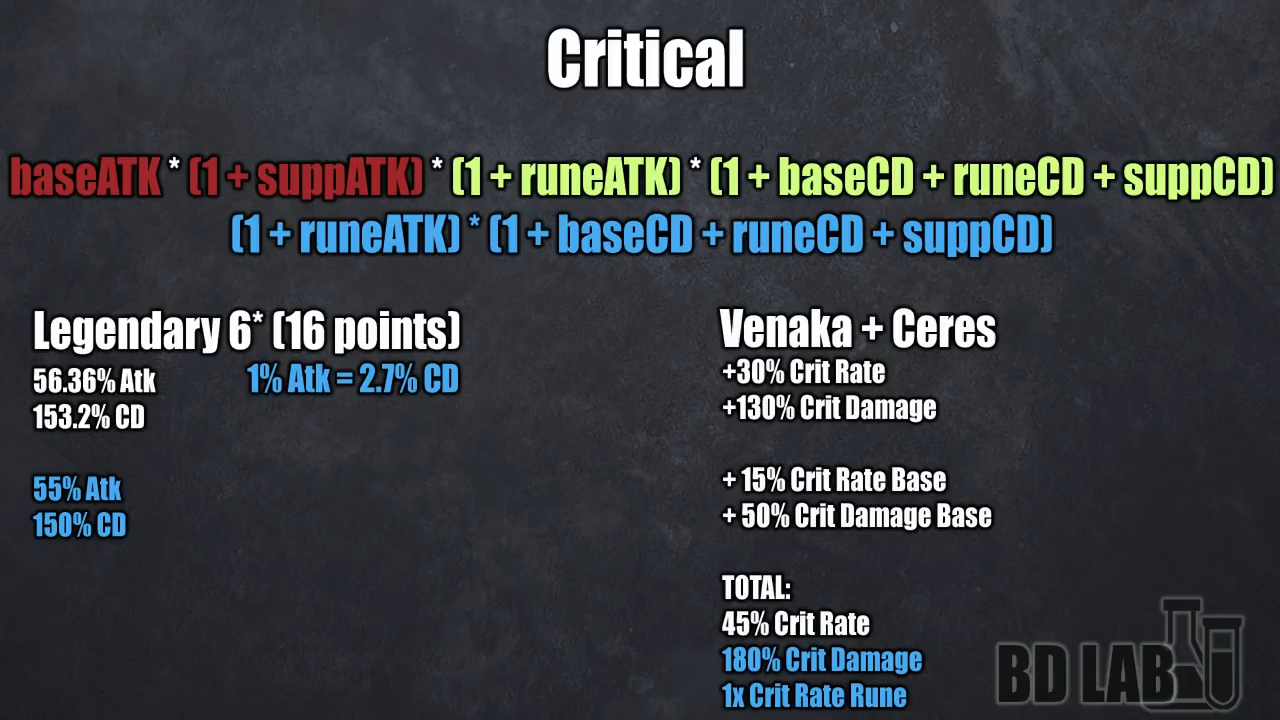 Critical
baseATK * (1 + suppATK) * (1 + runeATK) * (1 + baseCD + runeCD + suppCD)
(1 + runeATK) * (1 + baseCD + runeCD + suppCD)
Legendary 6* (16 points)
56.36% Atk
1% Atk = 2.7% CD
153.2% CD
55% Atk
150% CD
Venaka + Ceres
+30% Crit Rate
+130% Crit Damage
+ 15% Crit Rate Base
+ 50% Crit Damage Base
TOTAL:
45% Crit Rate
180% Crit Damage
1x Crit Rate Rune
BD LAB